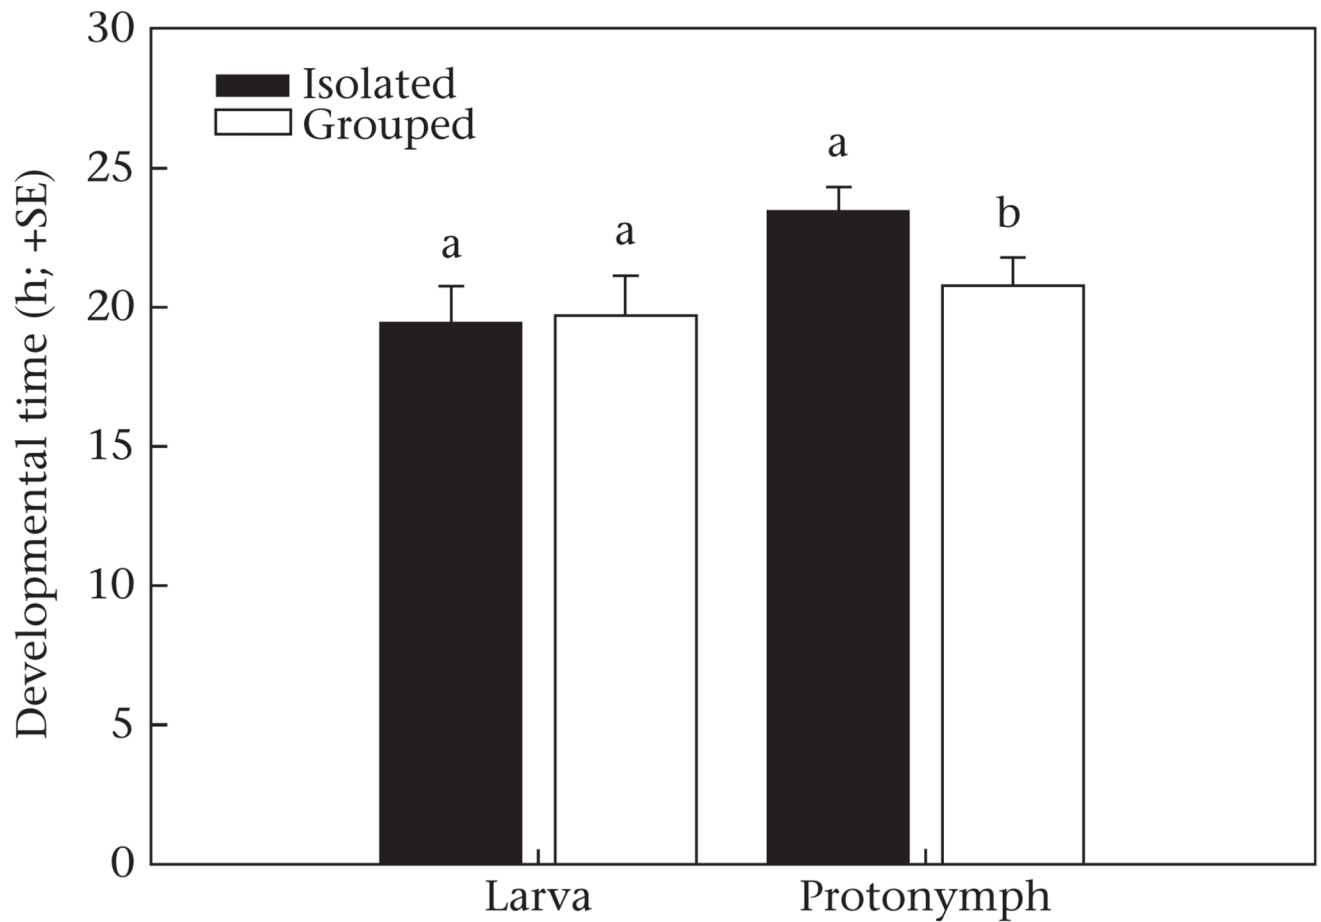 30
25
20
15
10
5
0
Developmental time (h; +SE)
Isolated
Grouped
a
a
a
b
Larva
Protonymph